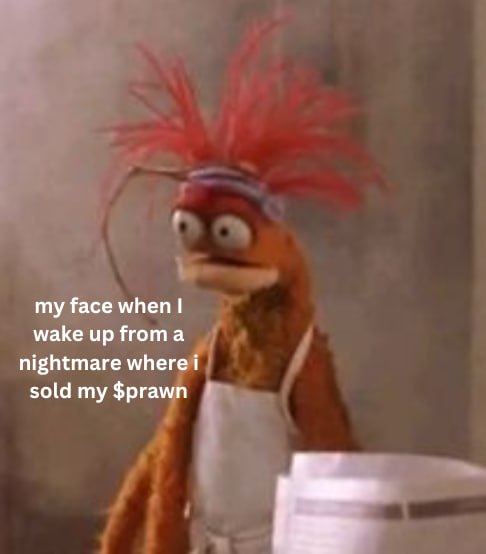 my face when I
wake up from a
nightmare where i
sold my $prawn